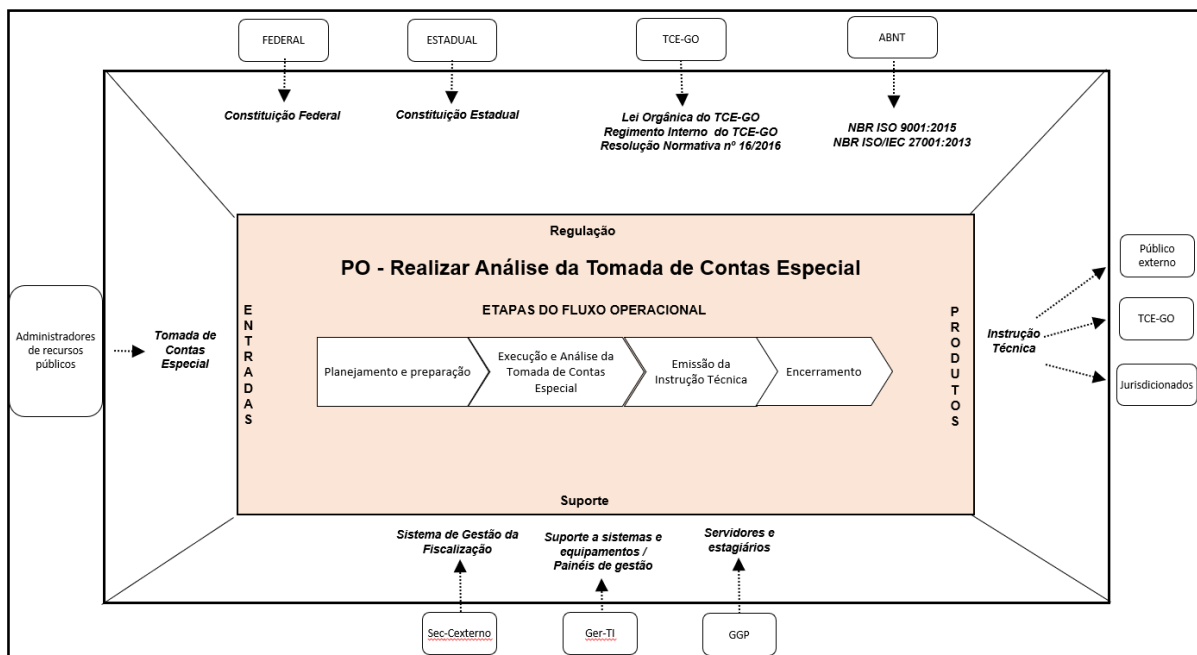 FEDERAL
ESTADUAL
TCE-GO
ABNT
Constituição Federal
Constituição Estadual
Lei Orgânica do TCE-GO
Regimento Interno do TCE-GO
Resolução Normativa nº 16/2016
NBR ISO 9001:2015
NBR ISO/IEC 27001:2013
Administradores
de recursos
públicos
Tomada de
Contas
Especial
ENTRADAS
Regulação
PO - Realizar Análise da Tomada de Contas Especial
ETAPAS DO FLUXO OPERACIONAL
Planejamento e preparação
Execução e Análise da
Tomada de Contas
Especial
Emissão da
Instrução Técnica
Encerramento
Suporte
PRODUTOS
Instrução
Técnica
Público
externo
TCE-GO
Jurisdicionados
Sistema de Gestão da
Fiscalização
Suporte a sistemas e
equipamentos /
Painéis de gestão
Servidores e
estagiários
Sec-Cexterno
Ger-TI
GGP